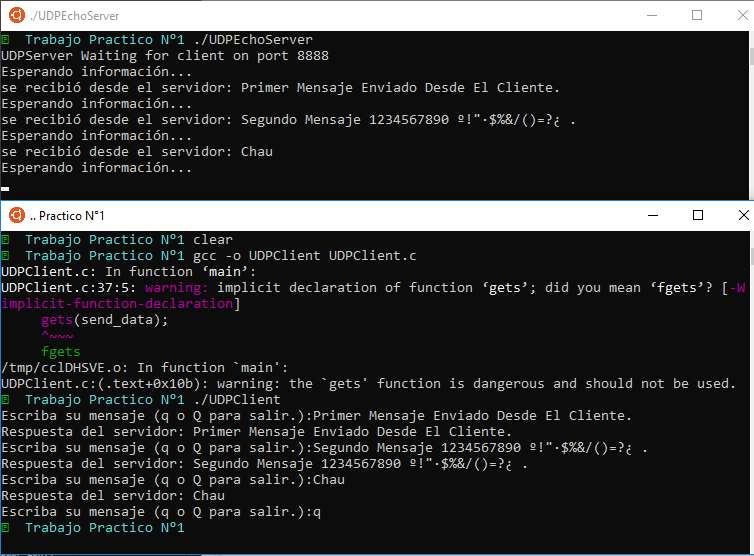 ./UDPEchoServer
Trabajo Practico N°1 ./UDPEchoServer
UDPServer Waiting for client on port 8888
Esperando información...
se recibió desde el servidor: Primer Mensaje Enviado Desde El Cliente.
Esperando información...
se recibió desde el servidor: Segundo Mensaje 1234567890 º!"·$%&/()=?¿ .
Esperando información...
se recibió desde el servidor: Chau
Esperando información...
.. Practico N°1
Trabajo Practico N°1 clear
Trabajo Practico N°1 gcc -o UDPClient UDPClient.c
UDPClient.c: In function ‘main’:
UDPClient.c:37:5: warning: implicit declaration of function ‘gets’; did you mean ‘fgets’? [-W
implicit-function-declaration]
gets(send_data);
^~~~
fgets
/tmp/cclDHSVE.o: In function `main':
UDPClient.c:(.text+0x10b): warning: the `gets' function is dangerous and should not be used.
Trabajo Practico N°1 ./UDPClient
Escriba su mensaje (q o Q para salir.):Primer Mensaje Enviado Desde El Cliente.
Respuesta del servidor: Primer Mensaje Enviado Desde El Cliente.
Escriba su mensaje (q o Q para salir.):Segundo Mensaje 1234567890 º!"·$%&/()=?¿ .
Respuesta del servidor: Segundo Mensaje 1234567890 º!"·$%&/()=?¿ .
Escriba su mensaje (q o Q para salir.):Chau
Respuesta del servidor: Chau
Escriba su mensaje (q o Q para salir.):q
Trabajo Practico N°1